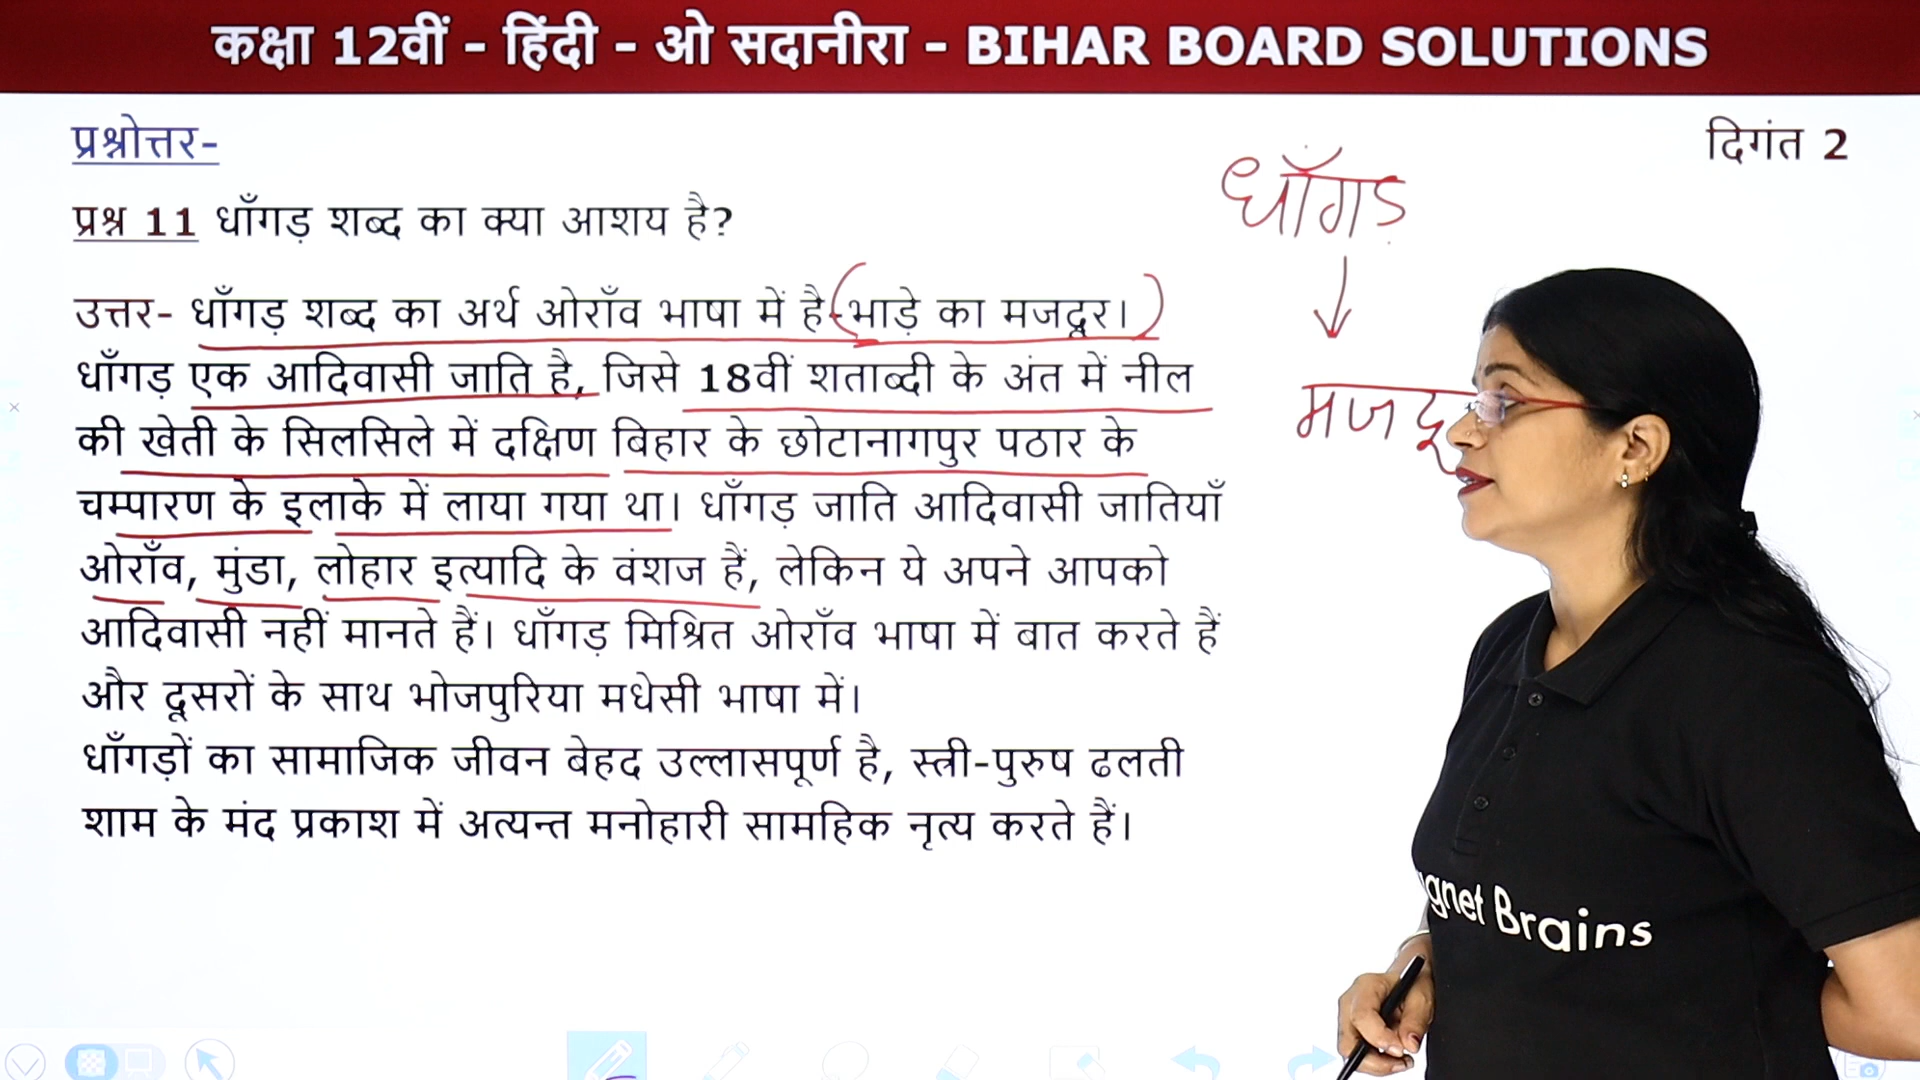 कक्षा 12वीं - हिंदी - ओ सदानीरा - BIHAR BOARD SOLUTIONS
प्रश्नोत्तर-
दिगंत 2
धाँगड़
प्रश्न 11 धाँगड़ शब्द का क्या आशय है?
उत्तर- धाँगड़ शब्द का अर्थ ओराँव भाषा में है-भाड़े का मजदूर।
धाँगड़ एक आदिवासी जाति है, जिसे 18वीं शताब्दी के अंत में नील
की खेती के सिलसिले में दक्षिण बिहार के छोटानागपुर पठार के
चम्पारण के इलाके में लाया गया था। धाँगड़ जाति आदिवासी जातियाँ
ओराँव, मुंडा, लोहार इत्यादि के वंशज हैं, लेकिन ये अपने आपको
आदिवासी नहीं मानते हैं। धाँगड़ मिश्रित ओराँव भाषा में बात करते हैं
और दूसरों के साथ भोजपुरिया मधेसी भाषा में।
धाँगड़ों का सामाजिक जीवन बेहद उल्लासपूर्ण है, स्त्री-पुरुष ढलती
शाम के मंद प्रकाश में अत्यन्त मनोहारी सामहिक नृत्य करते हैं।
मजदू
gnet Brains